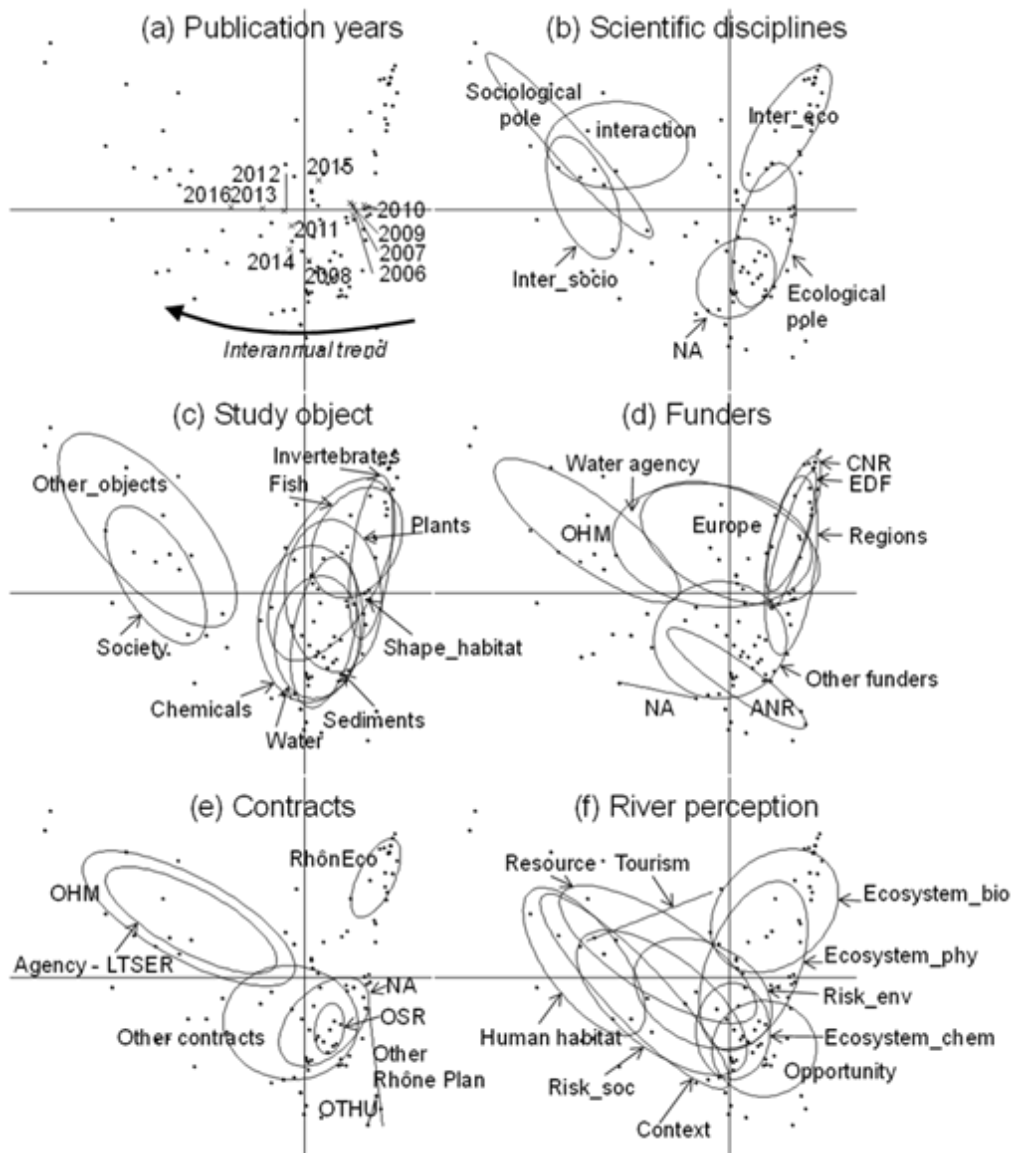 (a) Publication years
2012
2015
2016
2013
2010
2011
2009
2014
2008
2007
2006
Interannual trend
(b) Scientific disciplines
Sociological
pole
interaction
Inter_eco
Inter_socio
Ecological
pole
NA
(c) Study object
Invertebrates
Other_objects
Fish
Plants
Society
Shape_habitat
Chemicals
Sediments
Water
(d) Funders
Water agency
CNR
EDF
OHM
Europe
Regions
Other funders
NA
ANR
(e) Contracts
RhônEco
OHM
Agency - LTSER
NA
OSR
Other contracts
Other
Rhône Plan
OTHU
(f) River perception
Resource
Tourism
Ecosystem_bio
Ecosystem_phy
Risk_env
Human habitat
Ecosystem_chem
Risk_soc
Opportunity
Context